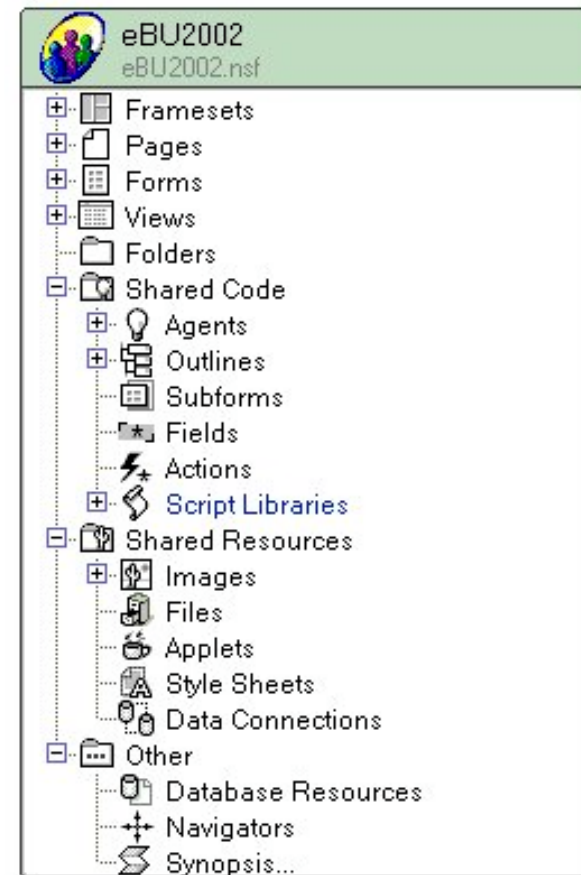 eBU2002
eBU2002.nsf
Framesets
Pages
Forms
Views
Folders
Shared Code
Agents
Outlines
Subforms
Fields
Actions
Script Libraries
Shared Resources
Images
Files
Applets
Style Sheets
Data Connections
Other
Database Resources
Navigators
Synopsis...